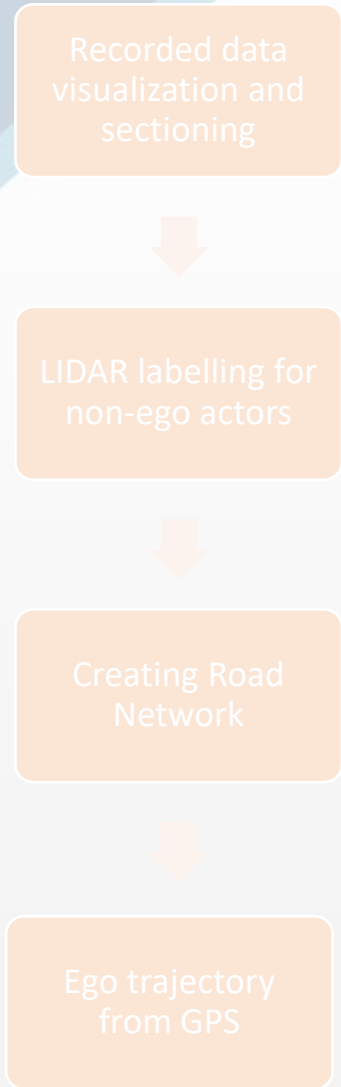 Recorded data
visualization and
sectioning
LIDAR labelling for
non-ego actors
Creating Road
Network
Ego trajectory
from GPS